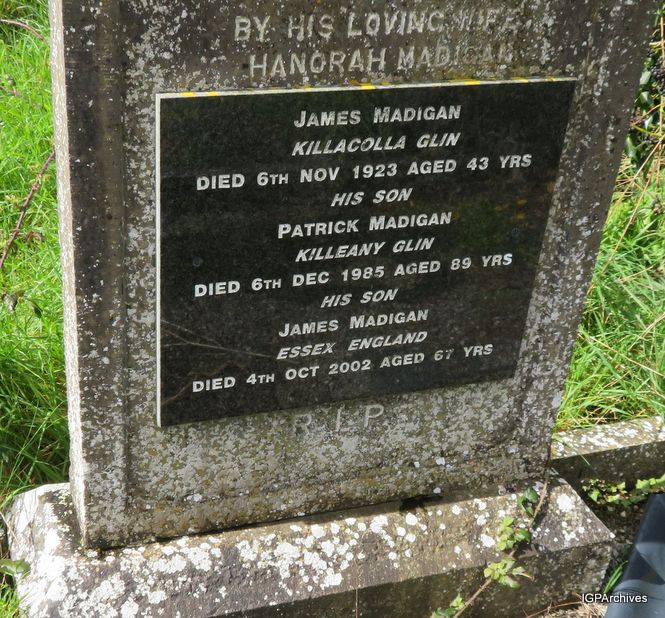 BY HIS LOVING WIFE
HANORAH MADIGAN
JAMES MADIGAN
KILLACOLLA GLIN
DIED 6TH NOV 1923 AGED 43 YRS
HIS SON
PATRICK MADIGAN
KILLEANY GLIN
DIED 6TH DEC 1985 AGED 89 YRS
HIS SON
JAMES MADIGAN
ESSEX ENGLAND
DIED 4TH OCT 2002 AGED 67 YRS
R I P
IGPArchives